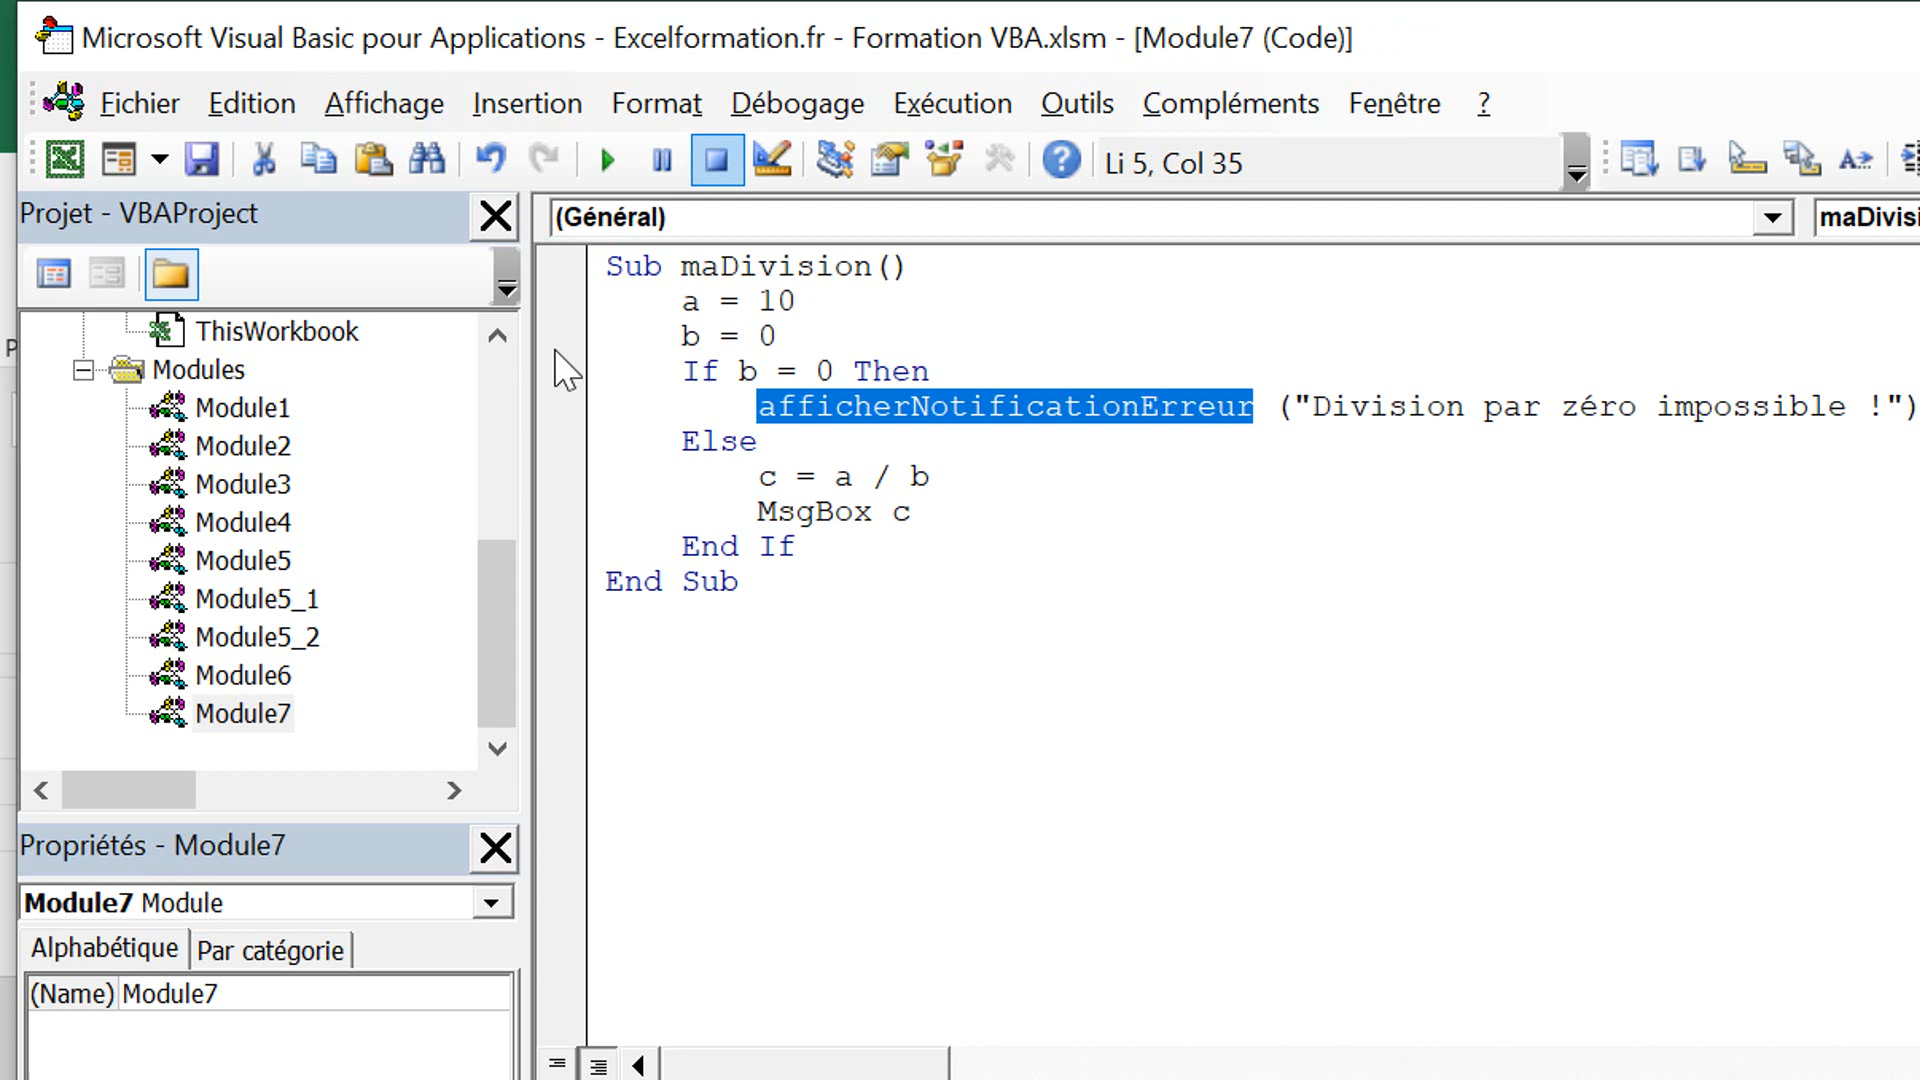 Microsoft Visual Basic pour Applications - Excelformation.fr - Formation VBA.xlsm - [Module7 (Code)]
Fichier Edition Affichage Insertion Format Débogage Exécution Outils Compléments Fenêtre ?
Li 5, Col 35
Projet - VBAProject
(Général)
maDivisi
ThisWorkbook
Modules
Module1
Module2
Module3
Module4
Module5
Module5_1
Module5_2
Module6
Module7
Sub maDivision()
a = 10
b = 0
If b = 0 Then
afficherNotificationErreur ("Division par zéro impossible !")
Else
c = a / b
MsgBox c
End If
End Sub
Propriétés - Module7
Module7 Module
Alphabétique Par catégorie
(Name) Module7